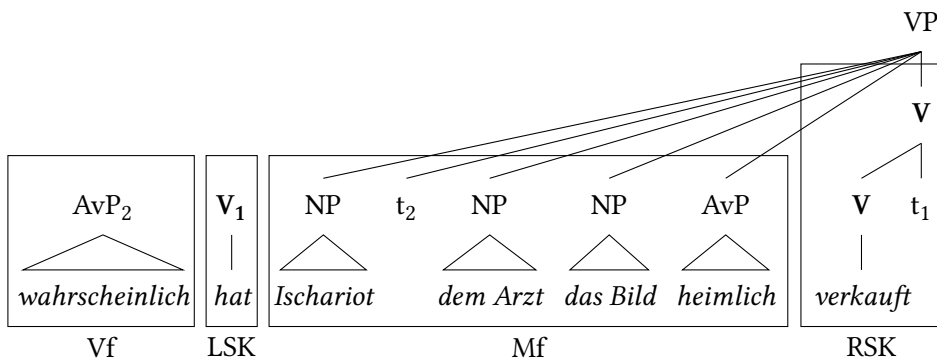 VP
V
AvP₂ V₁ NP t₂ NP NP AvP V t₁
wahrscheinlich hat Ischariot dem Arzt das Bild heimlich verkauft
Vf LSK Mf RSK